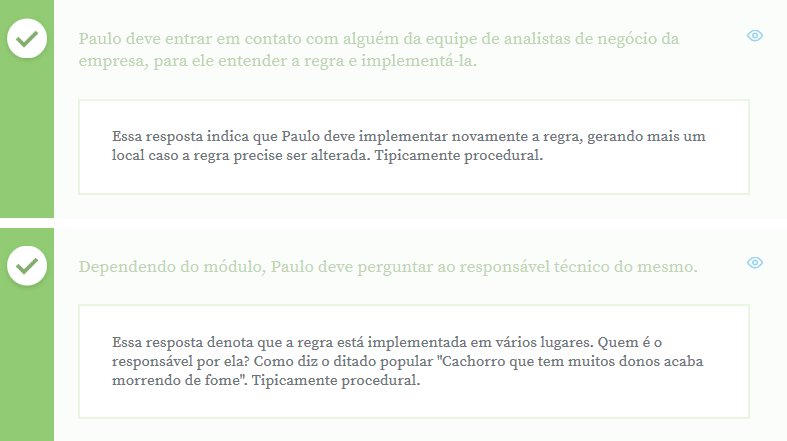 Paulo deve entrar em contato com alguém da equipe de analistas de negócio da
empresa, para ele entender a regra e implementá-la.
Essa resposta indica que Paulo deve implementar novamente a regra, gerando mais um
local caso a regra precise ser alterada. Tipicamente procedural.
Dependendo do módulo, Paulo deve perguntar ao responsável técnico do mesmo.
Essa resposta denota que a regra está implementada em vários lugares. Quem é o
responsável por ela? Como diz o ditado popular "Cachorro que tem muitos donos acaba
morrendo de fome". Tipicamente procedural.